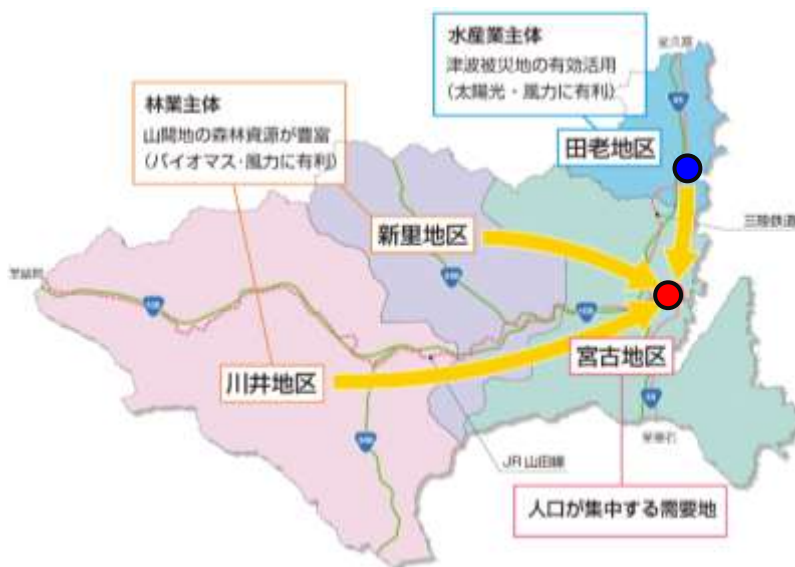 水産業主体
津波被災地の有効活用
(太陽光・風力に有利)
林業主体
山間地の森林資源が豊富
(バイオマス・風力に有利)
田老地区
三陸鉄道
新里地区
宮古地区
川井地区
JR山田線
人口が集中する需要地